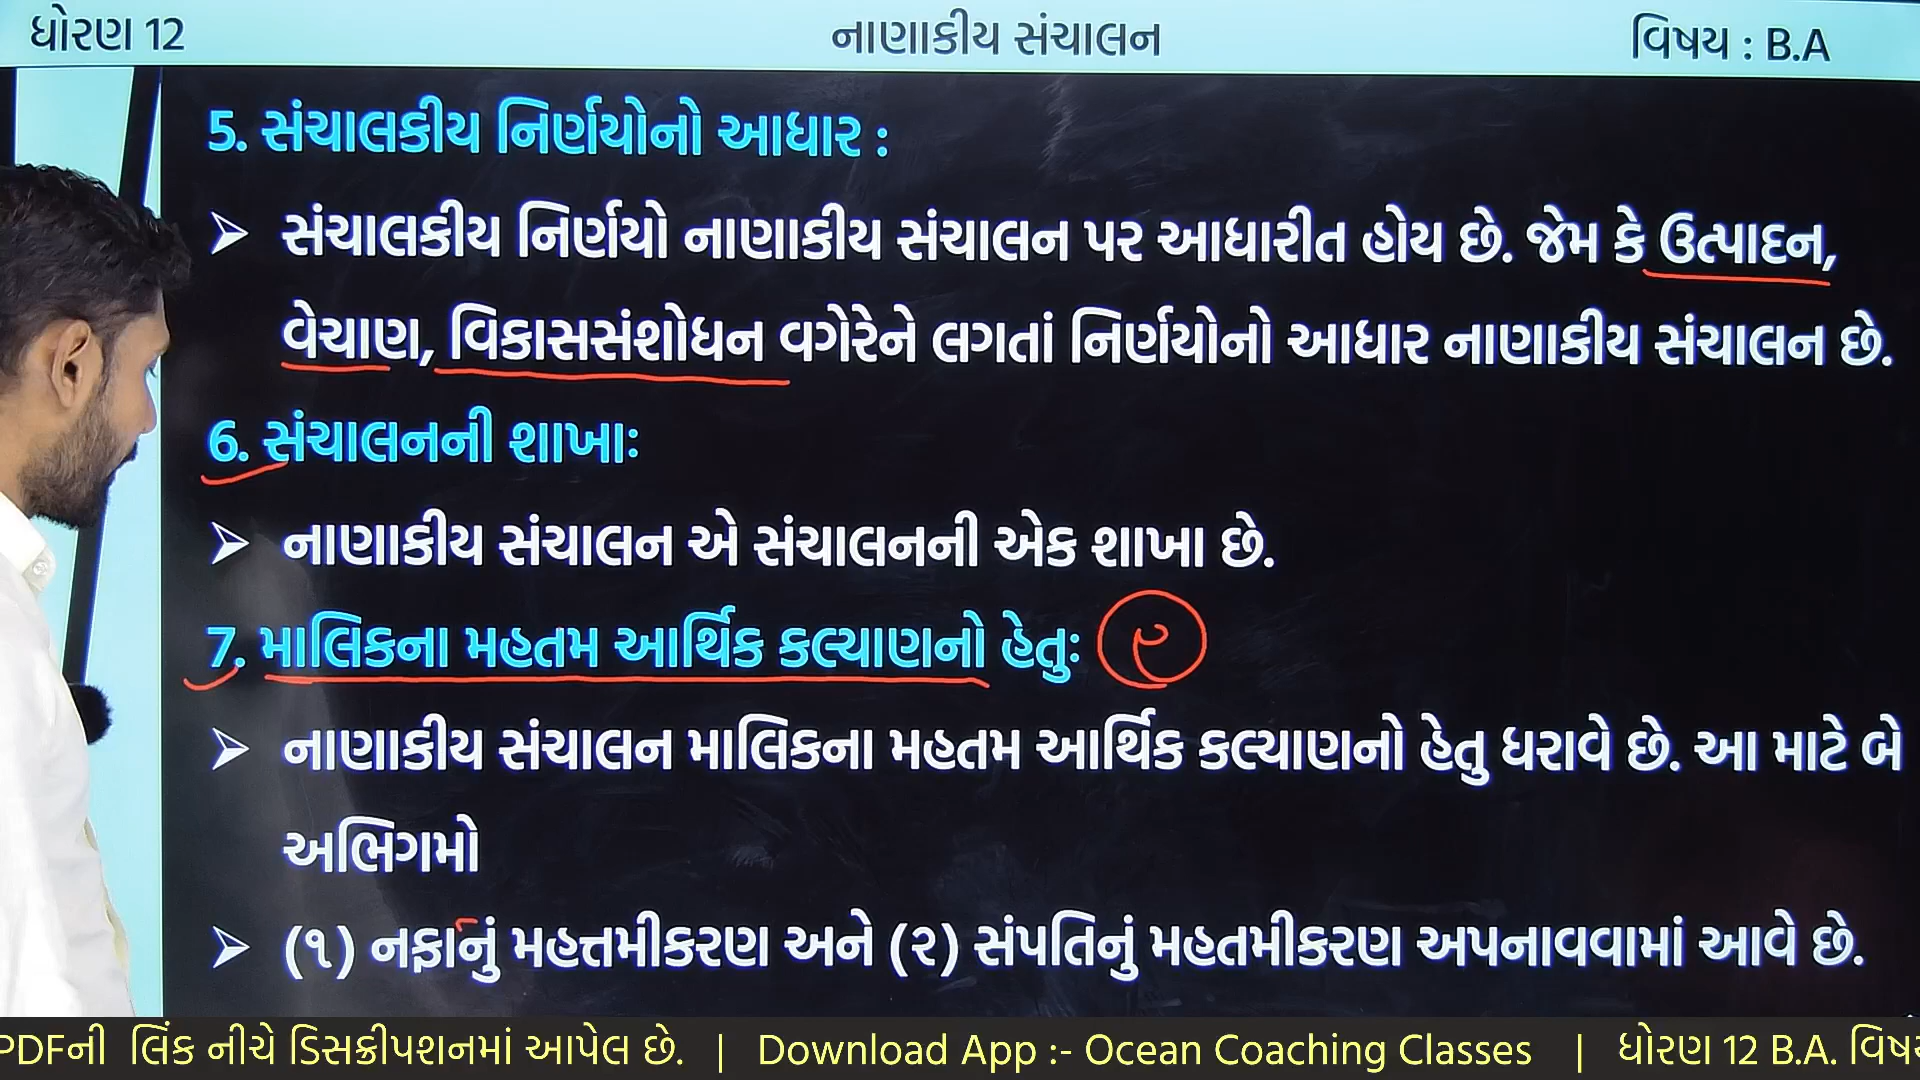 ધોરણ 12
નાણાકીય સંચાલન
વિષય : B.A
5. સંચાલકીય નિર્ણયોનો આધાર :
➢ સંચાલકીય નિર્ણયો નાણાકીય સંચાલન પર આધારીત હોય છે. જેમ કે ઉત્પાદન,
વેચાણ, વિકાસસંશોધન વગેરેને લગતાં નિર્ણયોનો આધાર નાણાકીય સંચાલન છે.
6. સંચાલનની શાખાઃ
➢ નાણાકીય સંચાલન એ સંચાલનની એક શાખા છે.
7. માલિકના મહતમ આર્થિક કલ્યાણનો હેતુઃ ૨
➢ નાણાકીય સંચાલન માલિકના મહતમ આર્થિક કલ્યાણનો હેતુ ધરાવે છે. આ માટે બે
અભિગમો
➢ (૧) નફાનું મહત્તમીકરણ અને (૨) સંપતિનું મહતમીકરણ અપનાવવામાં આવે છે.
PDFની લિંક નીચે ડિસક્રીપશનમાં આપેલ છે. | Download App :- Ocean Coaching Classes | ધોરણ 12 B.A.